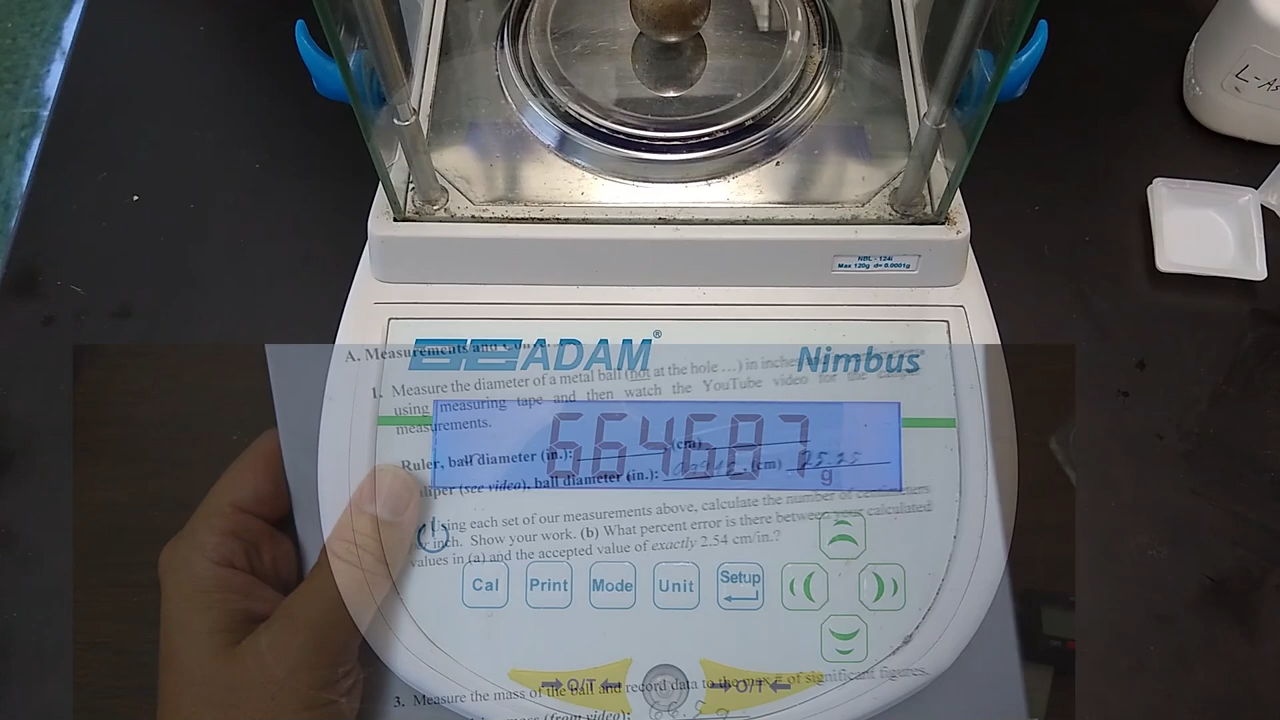 L-As
NBL - 124i
Max 120g d= 0.0001g
ADAM®
Nimbus
A. Measurements and
1. Measure the diameter of a metal ball (not at the hole …) in inches
using measuring tape and then watch the YouTube video for the
measurements.
664687 g
Ruler, ball diameter (in.): (cm)
(see video), ball diameter (in.): (cm) 25.25
Using each set of our measurements above, calculate the number of centimeters
inch. Show your work. (b) What percent error is there between your calculated
values in (a) and the accepted value of exactly 2.54 cm/in.?
Cal Print Mode Unit Setup
O/T O/T
3. Measure the mass of the ball and record data to the max # of significant figures.
mass (from video):